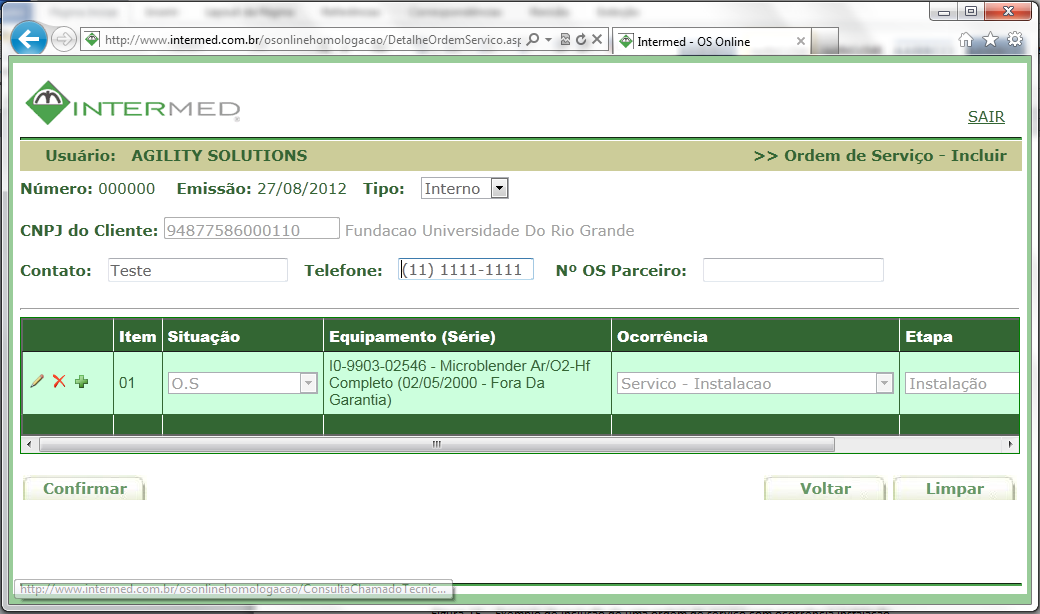 http://www.intermed.com.br/osonlinehomologacao/DetalheOrdemServico.asp
Intermed - OS Online
INTERMED
SAIR
Usuário: AGILITY SOLUTIONS
>> Ordem de Serviço - Incluir
Número: 000000 Emissão: 27/08/2012 Tipo: Interno
CNPJ do Cliente: 94877586000110 Fundacao Universidade Do Rio Grande
Contato: Teste Telefone: (11) 1111-1111 Nº OS Parceiro:
Item Situação Equipamento (Série) Ocorrência Etapa
01 O.S I0-9903-02546 - Microblender Ar/O2-Hf
Completo (02/05/2000 - Fora Da
Garantia) Servico - Instalacao Instalação
Confirmar Voltar Limpar
http://www.intermed.com.br/osonlinehomologacao/ConsultaChamadoTecnic...